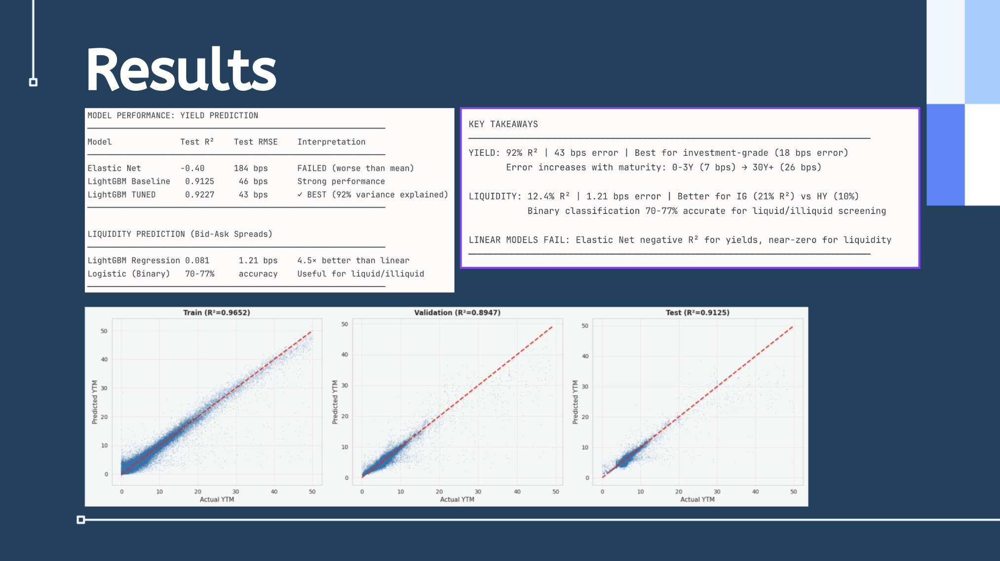 Results
MODEL PERFORMANCE: YIELD PREDICTION
Model Test R² Test RMSE Interpretation
Elastic Net -0.40 184 bps FAILED (worse than mean)
LightGBM Baseline 0.9125 46 bps Strong performance
LightGBM TUNED 0.9227 43 bps ✓ BEST (92% variance explained)
LIQUIDITY PREDICTION (Bid-Ask Spreads)
LightGBM Regression 0.081 1.21 bps 4.5× better than linear
Logistic (Binary) 70-77% accuracy Useful for liquid/illiquid
KEY TAKEAWAYS
YIELD: 92% R² | 43 bps error | Best for investment-grade (18 bps error)
Error increases with maturity: 0-3Y (7 bps) → 30Y+ (26 bps)
LIQUIDITY: 12.4% R² | 1.21 bps error | Better for IG (21% R²) vs HY (10%)
Binary classification 70-77% accurate for liquid/illiquid screening
LINEAR MODELS FAIL: Elastic Net negative R² for yields, near-zero for liquidity
Train (R²=0.9652)
50
40
30
20
10
0
Predicted YTM
0 10 20 30 40 50
Actual YTM
Validation (R²=0.8947)
50
40
30
20
10
0
Predicted YTM
0 10 20 30 40 50
Actual YTM
Test (R²=0.9125)
50
40
30
20
10
0
Predicted YTM
0 10 20 30 40 50
Actual YTM